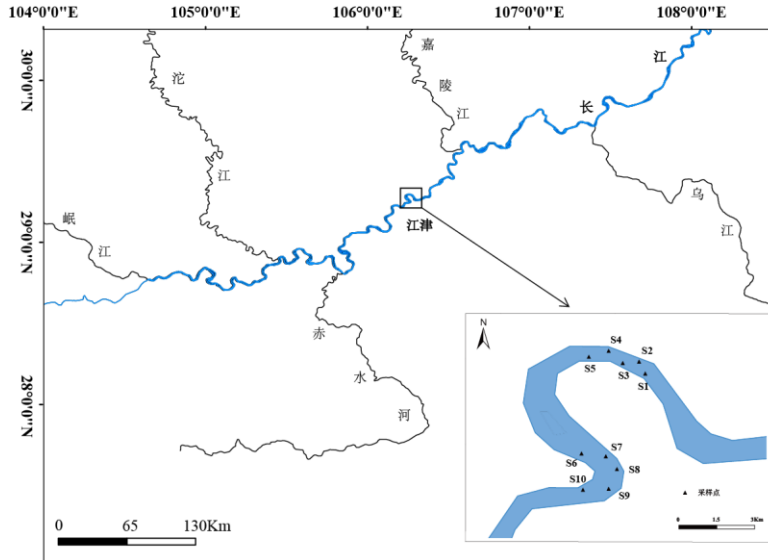 104°0'0"E 105°0'0"E 106°0'0"E 107°0'0"E 108°0'0"E
30°0'0"N
29°0'0"N
28°0'0"N
沱
江
嘉
陵
江
长
江
岷
江
江津
乌
江
赤
水
河
N
S4
S2
S5
S3
S1
S7
S6
S8
S10
S9
采样点
0 1.5 3Km
0 65 130Km